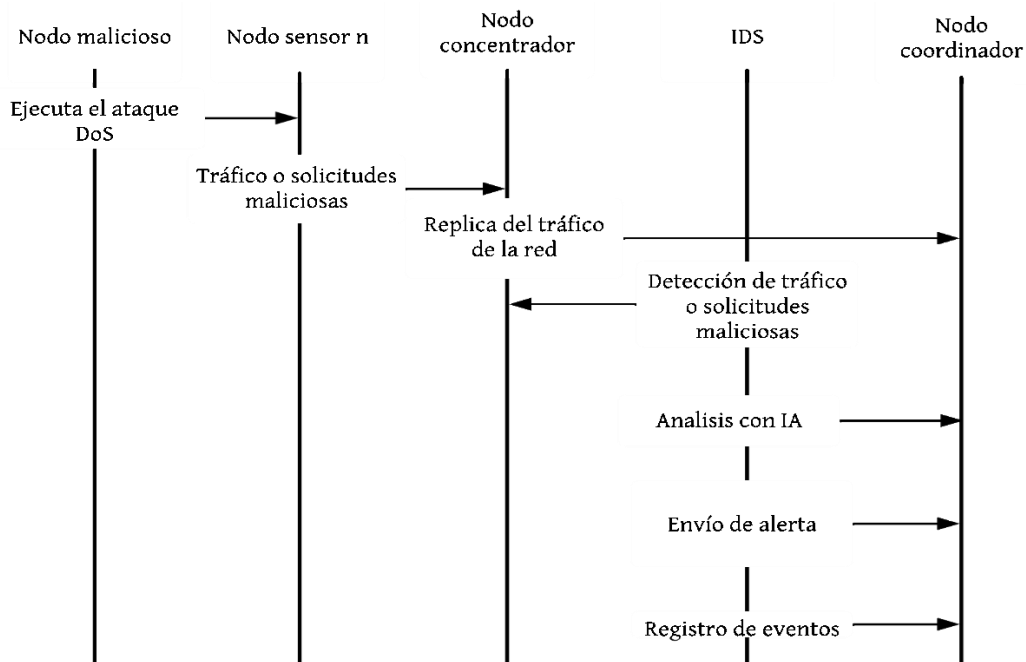 Nodo malicioso
Nodo sensor n
Nodo
concentrador
IDS
Nodo
coordinador
Ejecuta el ataque
DoS
Tráfico o solicitudes
maliciosas
Replica del tráfico
de la red
Detección de tráfico
o solicitudes
maliciosas
Analisis con IA
Envío de alerta
Registro de eventos